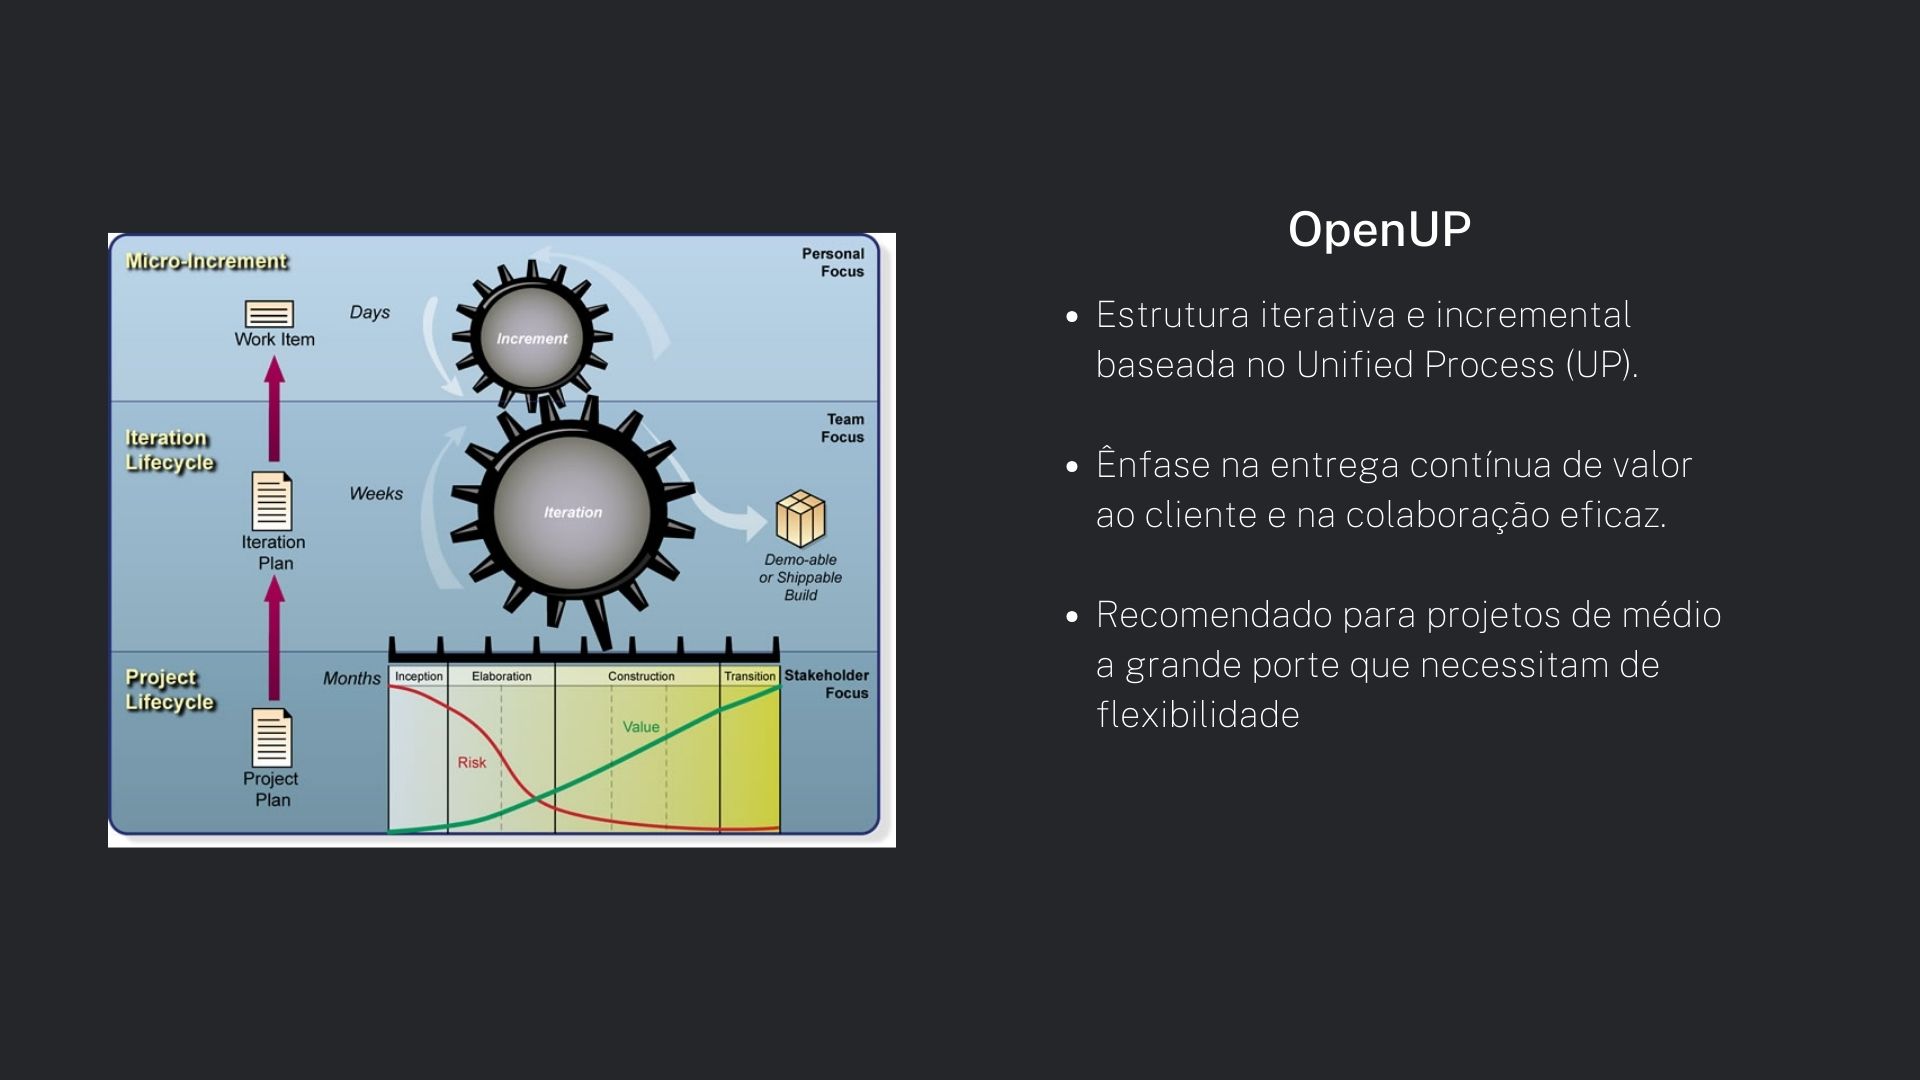 Micro-Increment
Personal
Focus
Days
Work Item
Increment
Team
Focus
Iteration
Lifecycle
Weeks
Iteration
Iteration
Plan
Demo-able
or Shippable
Build
Project
Lifecycle
Months
Inception
Elaboration
Construction
Transition
Stakeholder
Focus
Value
Risk
Project
Plan
OpenUP
• Estrutura iterativa e incremental
baseada no Unified Process (UP).
• Ênfase na entrega contínua de valor
ao cliente e na colaboração eficaz.
• Recomendado para projetos de médio
a grande porte que necessitam de
flexibilidade